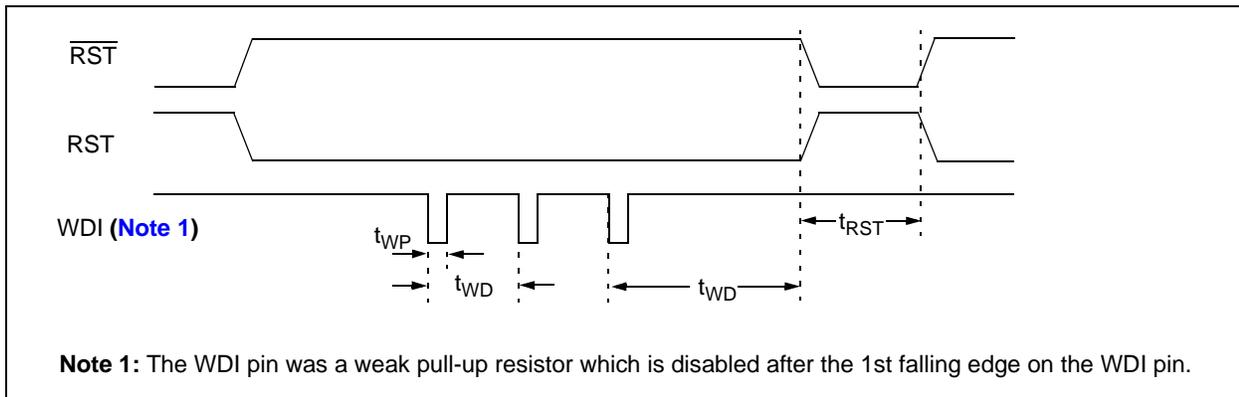 RST
RST
WDI (Note 1)
tWP
tWD
tWD
tRST
Note 1: The WDI pin was a weak pull-up resistor which is disabled after the 1st falling edge on the WDI pin.